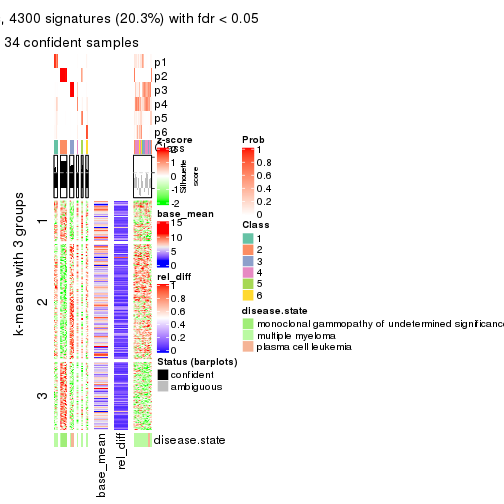 , 4300 signatures (20.3%) with fdr < 0.05
34 confident samples
p1
p2
p3
p4
p5
p6
Class
Silhouette
score
k-means with 3 groups
1
2
3
base_mean
rel_diff
disease.state
z-score
2
1
0
-1
-2
base_mean
15
10
5
0
rel_diff
1
0.8
0.6
0.4
0.2
0
Status (barplots)
confident
ambiguous
Prob
1
0.8
0.6
0.4
0.2
0
Class
1
2
3
4
5
6
disease.state
monoclonal gammopathy of undetermined significance
multiple myeloma
plasma cell leukemia